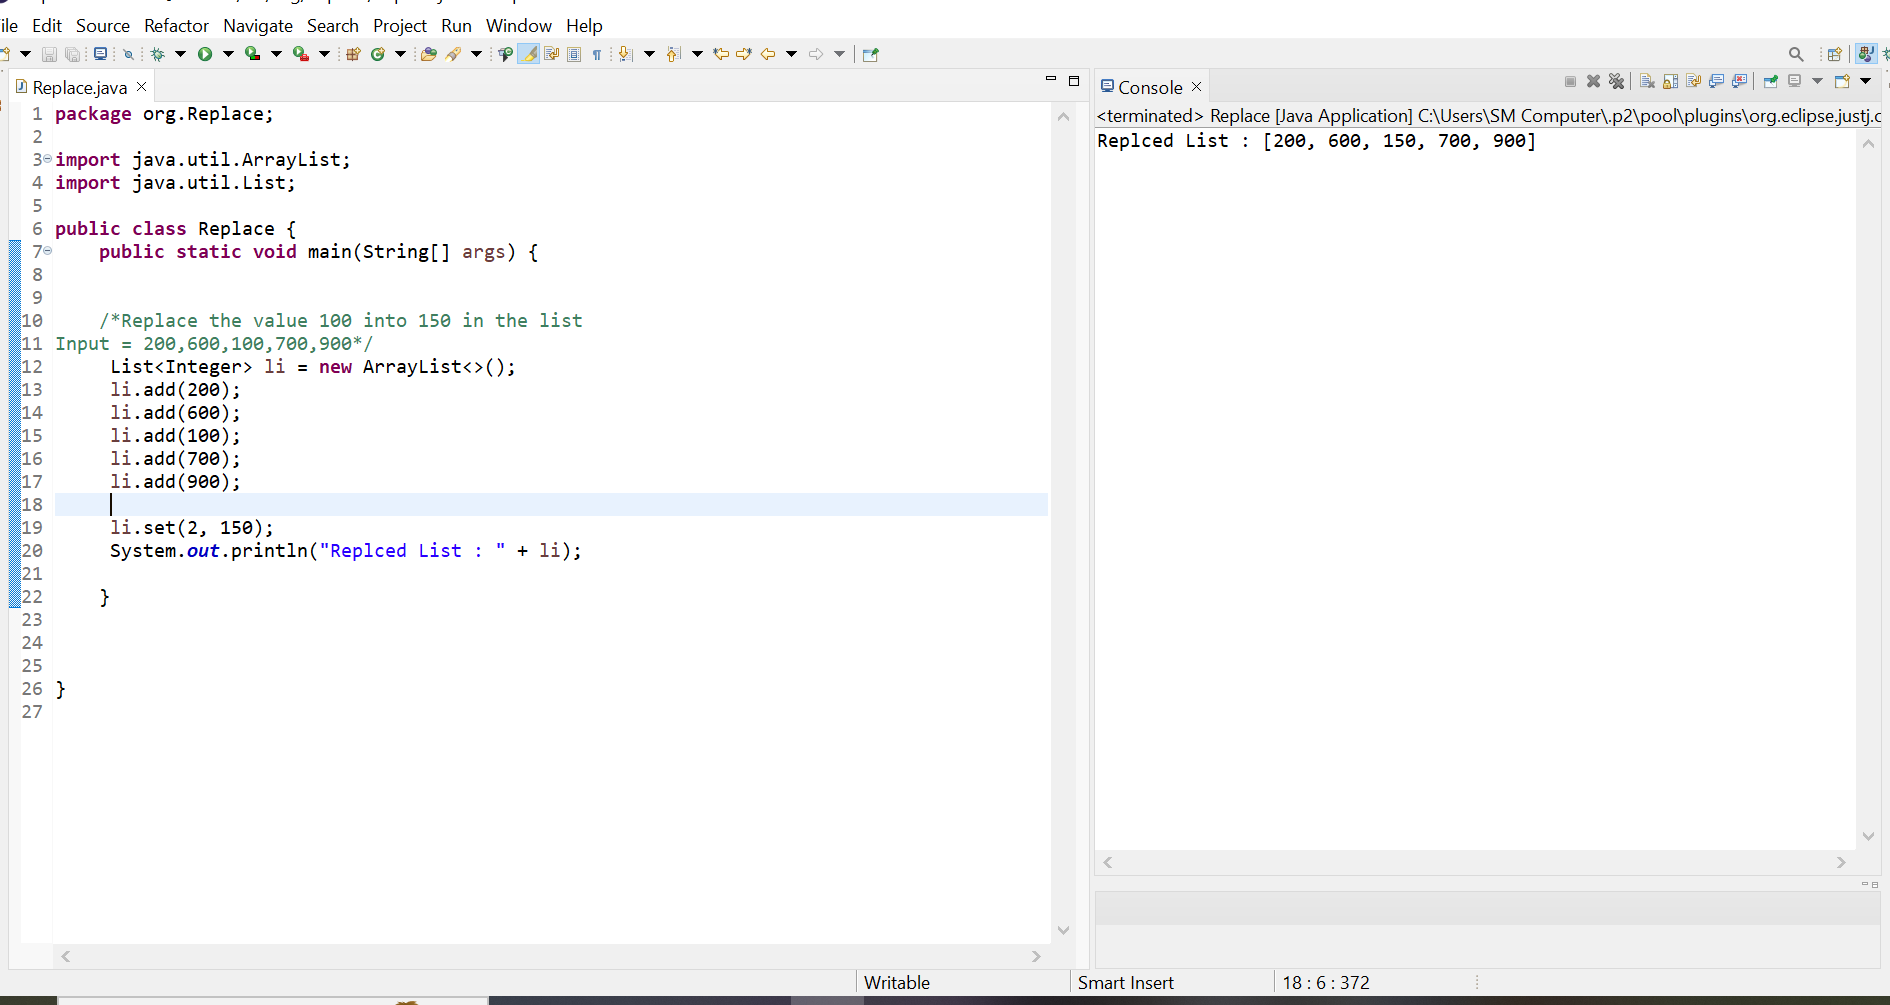 ile Edit Source Refactor Navigate Search Project Run Window Help
Replace.java
1 package org.Replace;
2
3 import java.util.ArrayList;
4 import java.util.List;
5
6 public class Replace {
7 public static void main(String[] args) {
8
9
10 /*Replace the value 100 into 150 in the list
11 Input = 200,600,100,700,900*/
12 List<Integer> li = new ArrayList<>();
13 li.add(200);
14 li.add(600);
15 li.add(100);
16 li.add(700);
17 li.add(900);
18
19 li.set(2, 150);
20 System.out.println("Replced List : " + li);
21
22 }
23
24
25
26 }
27
Console
<terminated> Replace [Java Application] C:\Users\SM Computer\.p2\pool\plugins\org.eclipse.justj.c
Replced List : [200, 600, 150, 700, 900]
Writable Smart Insert 18 : 6 : 372